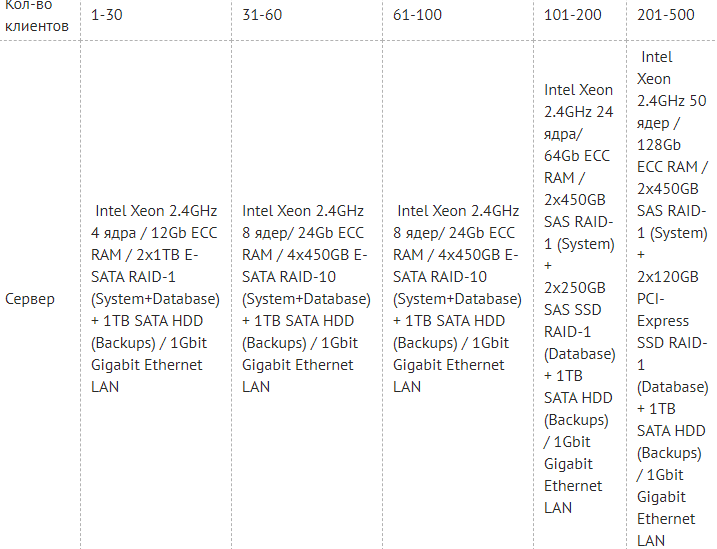 Кол-во
клиентов
1-30
31-60
61-100
101-200
201-500
Сервер
Intel Xeon 2.4GHz
4 ядра / 12Gb ECC
RAM / 2x1TB E-
SATA RAID-1
(System+Database)
+ 1TB SATA HDD
(Backups) / 1Gbit
Gigabit Ethernet
LAN
Intel Xeon 2.4GHz
8 ядер/ 24Gb ECC
RAM / 4x450GB E-
SATA RAID-10
(System+Database)
+ 1TB SATA HDD
(Backups) / 1Gbit
Gigabit Ethernet
LAN
Intel Xeon 2.4GHz
8 ядер/ 24Gb ECC
RAM / 4x450GB E-
SATA RAID-10
(System+Database)
+ 1TB SATA HDD
(Backups) / 1Gbit
Gigabit Ethernet
LAN
Intel Xeon
2.4GHz 24
ядра/
64Gb ECC
RAM /
2x450GB
SAS RAID-
1 (System)
+
2x250GB
SAS SSD
RAID-1
(Database)
+ 1TB
SATA HDD
(Backups)
/ 1Gbit
Gigabit
Ethernet
LAN
Intel
Xeon
2.4GHz 50
ядер /
128Gb
ECC RAM /
2x450GB
SAS RAID-
1 (System)
+
2x120GB
PCI-
Express
SSD RAID-
1
(Database)
+ 1TB
SATA HDD
(Backups)
/ 1Gbit
Gigabit
Ethernet
LAN